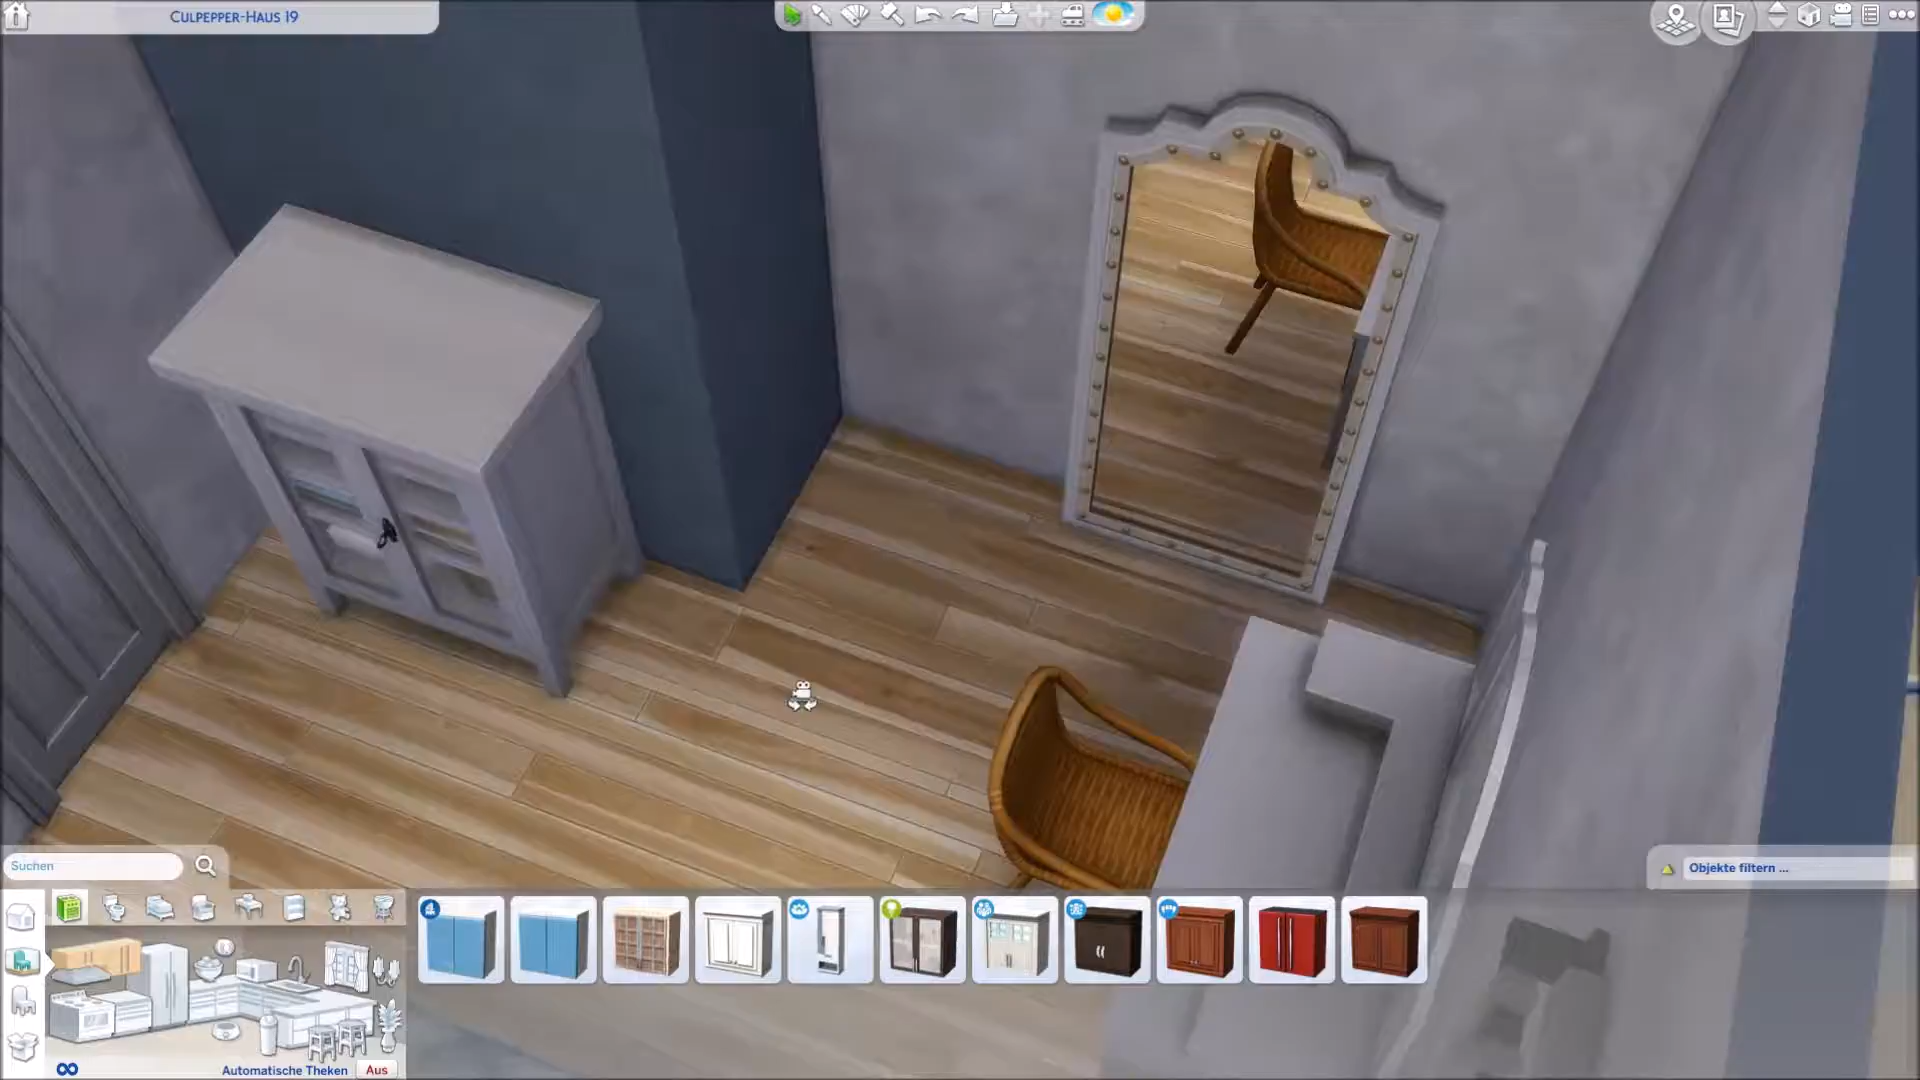 Culpepper-Haus 19
Suchen
Objekte filtern ...
Automatische Theken Aus